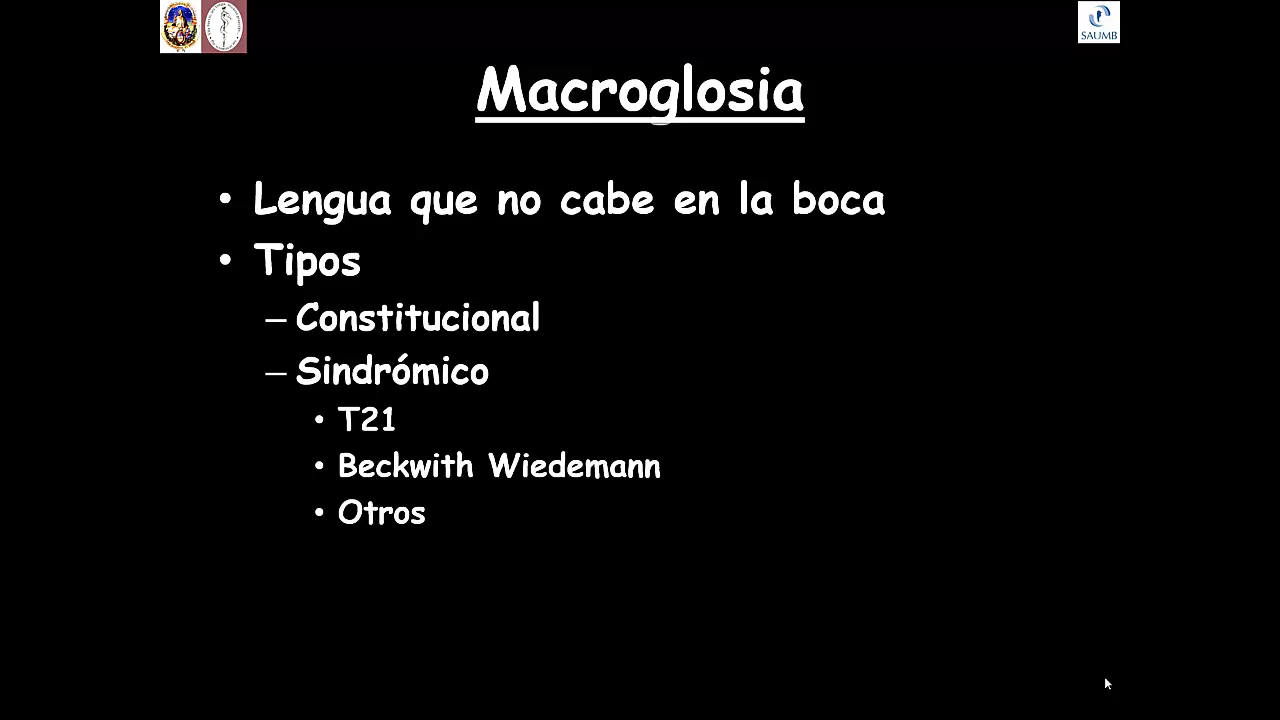 SAUMB
Macroglosia
• Lengua que no cabe en la boca
• Tipos
– Constitucional
– Sindrómico
• T21
• Beckwith Wiedemann
• Otros